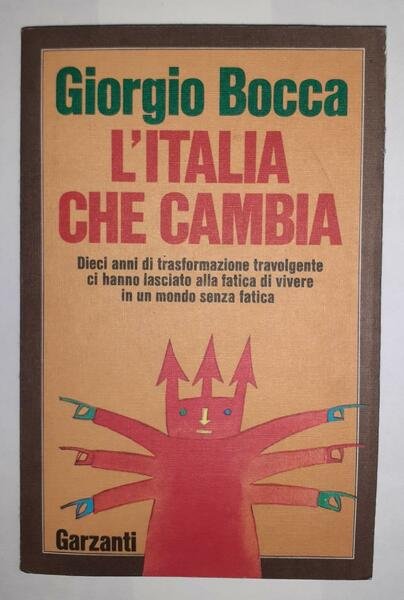 Giorgio Bocca
L'ITALIA
CHE CAMBIA
Dieci anni di trasformazione travolgente
ci hanno lasciato alla fatica di vivere
in un mondo senza fatica
Garzanti